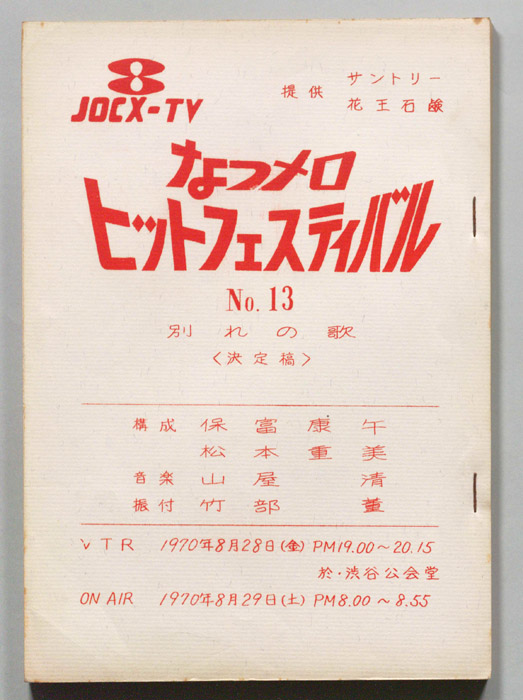 8
JOCX-TV
提供 サントリー
花王石鹸
なつメロ
ヒットフェスティバル
No. 13
別れの歌
〈決定稿〉
構成 保富康午
松本重美
音楽 山屋清
振付 竹部董
VTR 1970年8月28日(金) PM19.00〜20.15
於・渋谷公会堂
ON AIR 1970年8月29日(土) PM8.00〜8.55